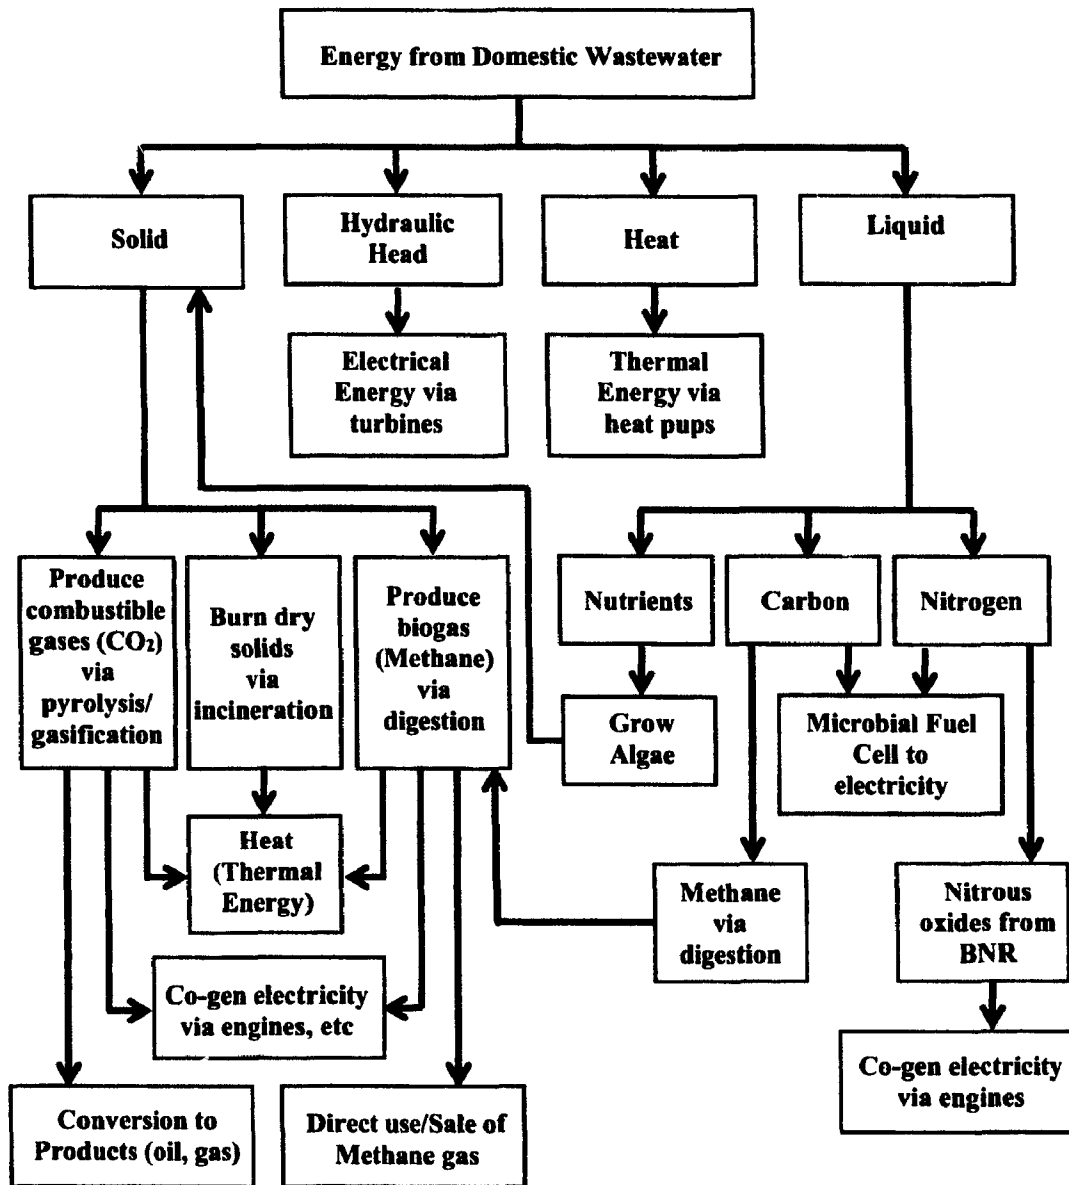 Energy from Domestic Wastewater
Solid
Hydraulic
Head
Heat
Liquid
Electrical
Energy via
turbines
Thermal
Energy via
heat pups
Produce
combustible
gases (CO₂)
via
pyrolysis/
gasification
Burn dry
solids
via
incineration
Produce
biogas
(Methane)
via
digestion
Nutrients
Carbon
Nitrogen
Grow
Algae
Microbial Fuel
Cell to
electricity
Heat
(Thermal
Energy)
Methane
via
digestion
Nitrous
oxides from
BNR
Co-gen electricity
via engines, etc
Co-gen electricity
via engines
Conversion to
Products (oil, gas)
Direct use/Sale of
Methane gas